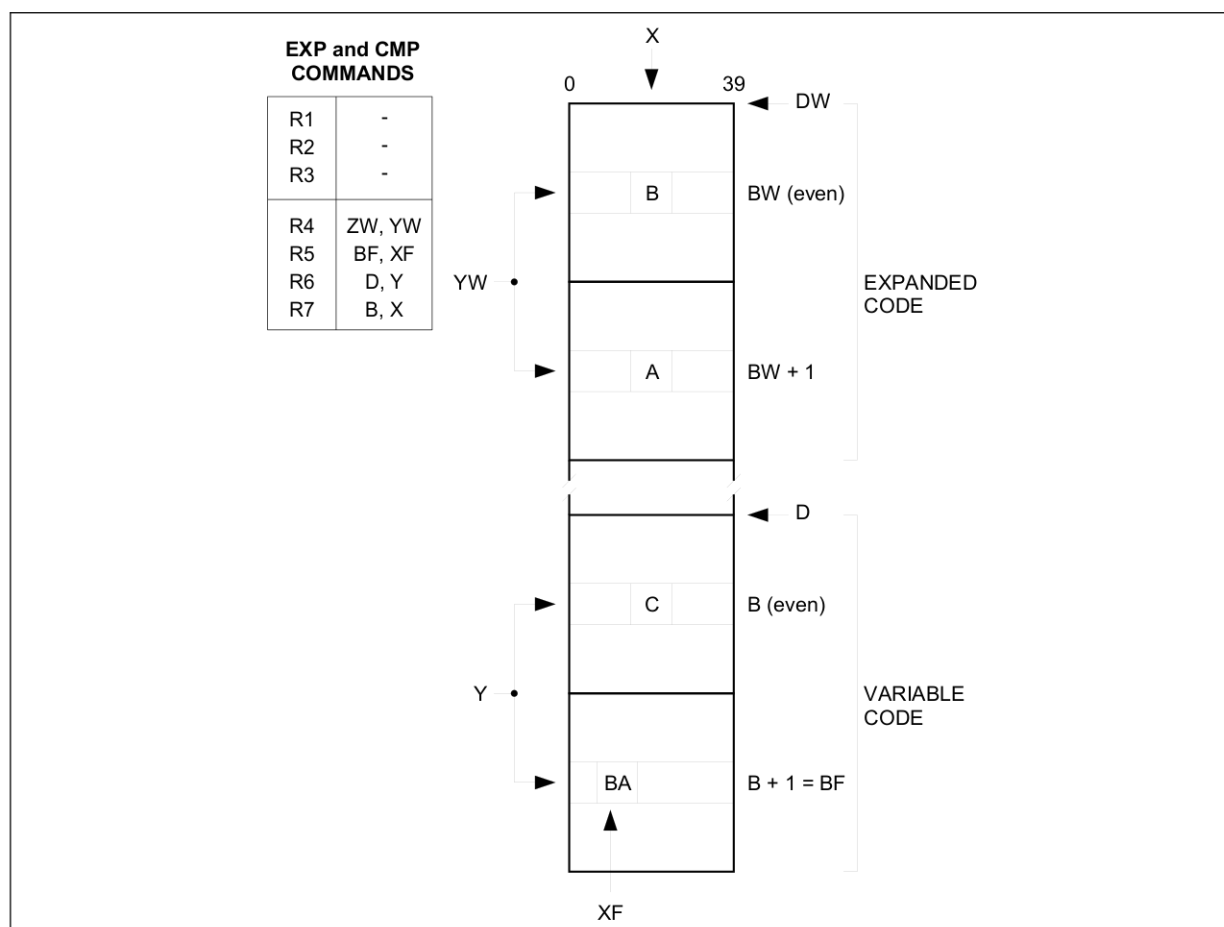 EXP and CMP
COMMANDS
R1 -
R2 -
R3 -
R4 ZW, YW
R5 BF, XF
R6 D, Y
R7 B, X
X
0 39
DW
B BW (even)
YW
EXPANDED
CODE
A BW + 1
D
C B (even)
Y
VARIABLE
CODE
BA B + 1 = BF
XF